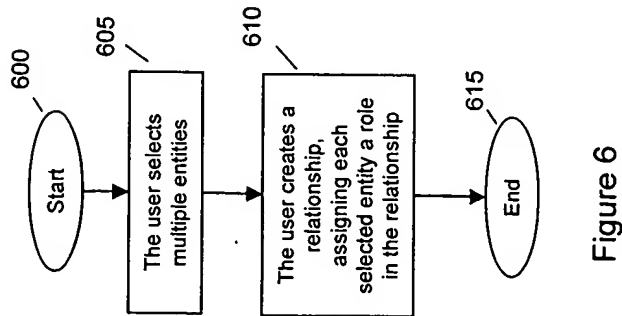 600
Start
605
The user selects
multiple entities
610
The user creates a
relationship,
assigning each
selected entity a role
in the relationship
615
End
Figure 6